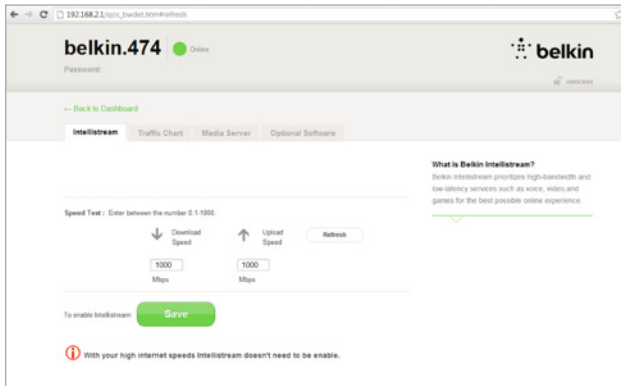 192.168.2.1/qos_bwdet.htm#refresh
belkin.474 Online
belkin
Password:
unlocked
← Back to Dashboard
Intellistream Traffic Chart Media Server Optional Software
What is Belkin Intellistream?
Belkin Intellistream prioritizes high-bandwidth and
low-latency services such as voice, video,and
games for the best possible online experience.
Speed Test : Enter between the number 0.1-1000.
Download Speed
Upload Speed
Refresh
1000 1000
Mbps Mbps
To enable Intellistream: Save
With your high internet speeds Intellistream doesn't need to be enable.